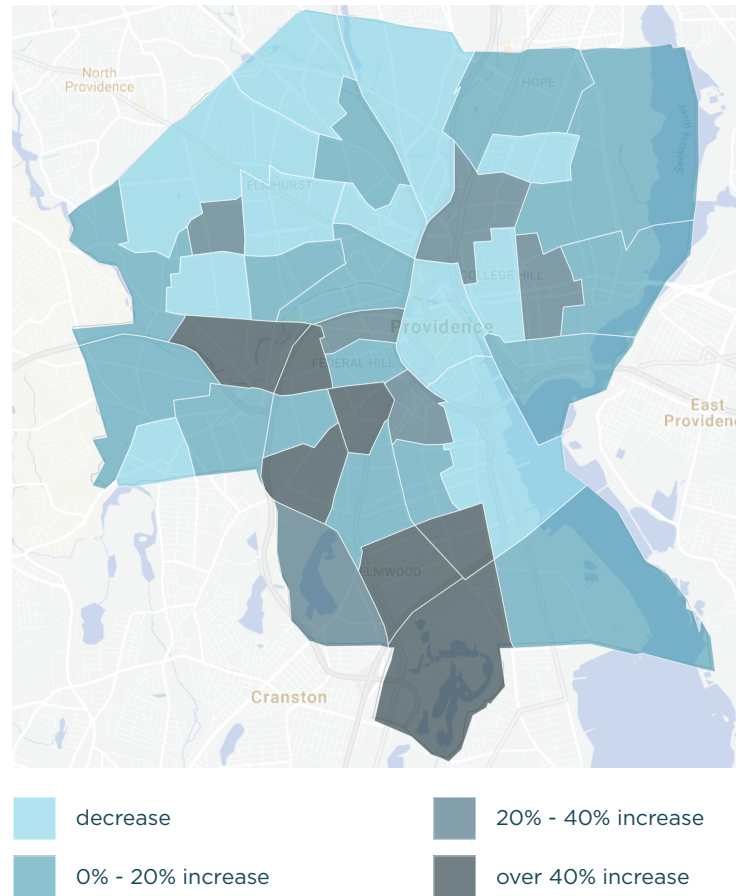 North
Providence
HOPE
Seekonk River
ELMHURST
COLLEGE HILL
Providence
FEDERAL HILL
East
Providenc
ELMWOOD
Cranston
decrease
20% - 40% increase
0% - 20% increase
over 40% increase